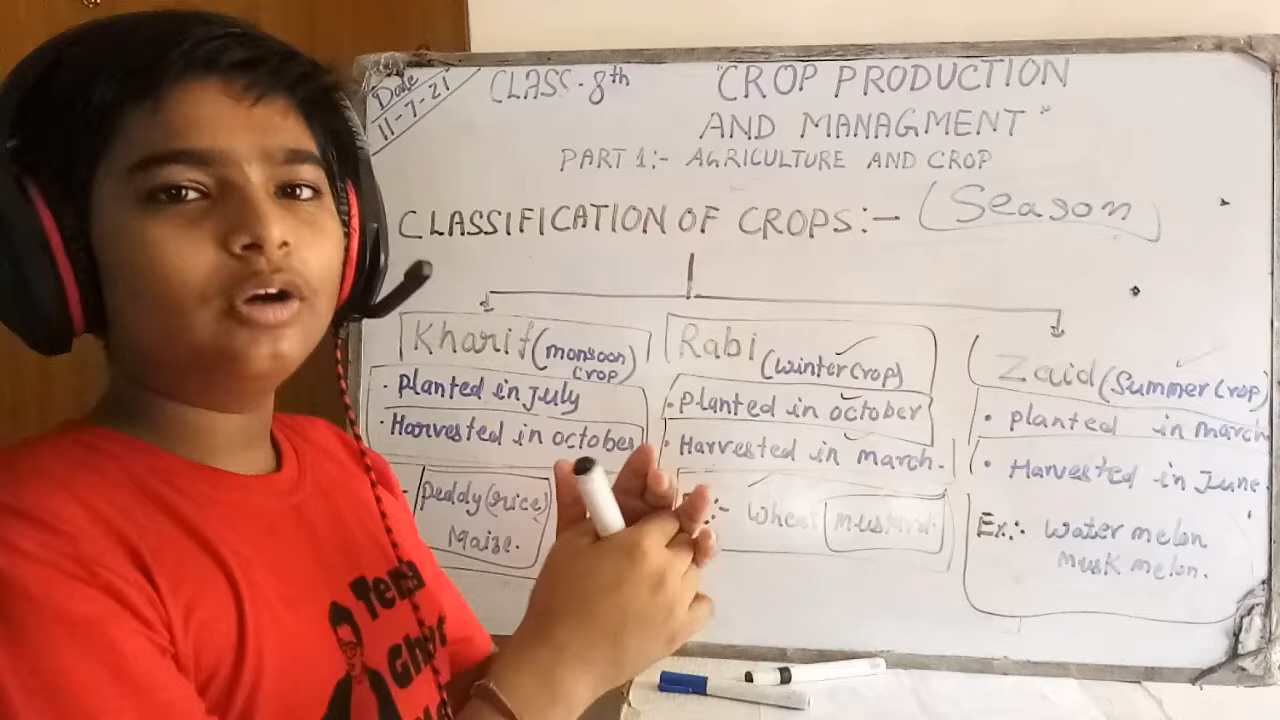 Date
11-7-21
CLASS-8th
"CROP PRODUCTION
AND MANAGMENT"
PART 1:- AGRICULTURE AND CROP
CLASSIFICATION OF CROPS:- (Season)
Kharif (monsoon
crop)
• Planted in July
• Harvested in october
Peddy (rice)
Maize.
Rabi (winter crop)
• Planted in october
• Harvested in march.
:- Wheat mustard.
Zaid (Summer crop)
• Planted in march
• Harvested in June.
Ex:- Water melon
Musk melon.